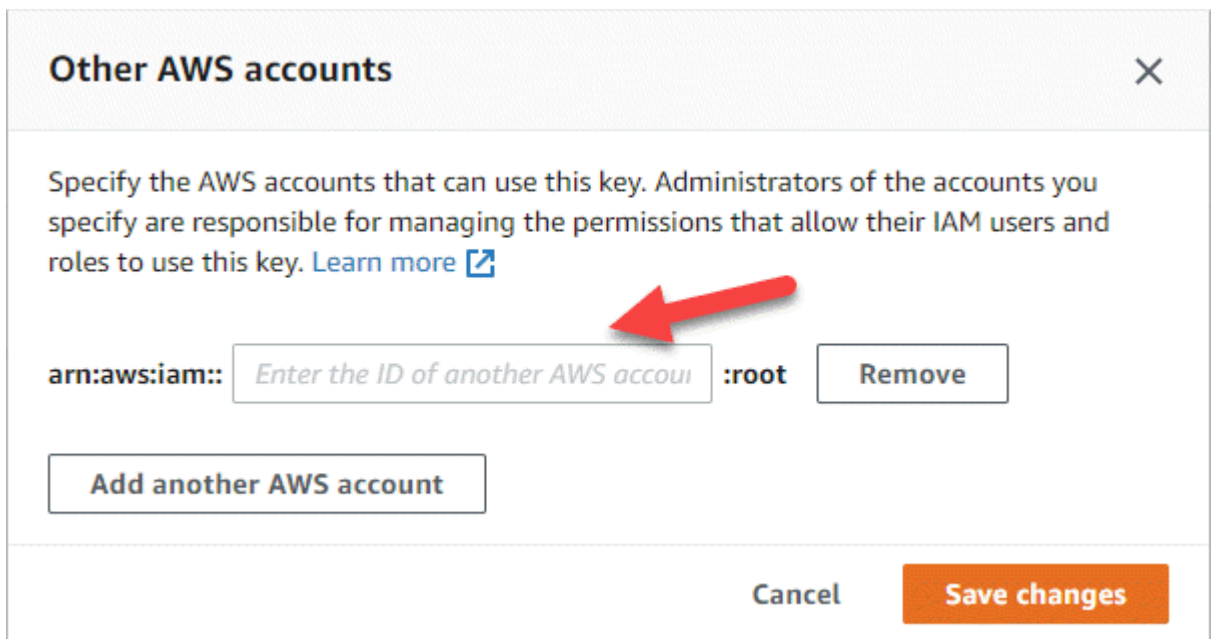 Other AWS accounts
Specify the AWS accounts that can use this key. Administrators of the accounts you
specify are responsible for managing the permissions that allow their IAM users and
roles to use this key. Learn more
arn:aws:iam:: Enter the ID of another AWS accou :root Remove
Add another AWS account
Cancel Save changes